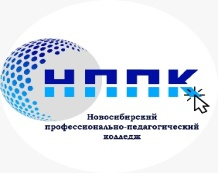 НППК
Новосибирский
профессионально-педагогический
колледж